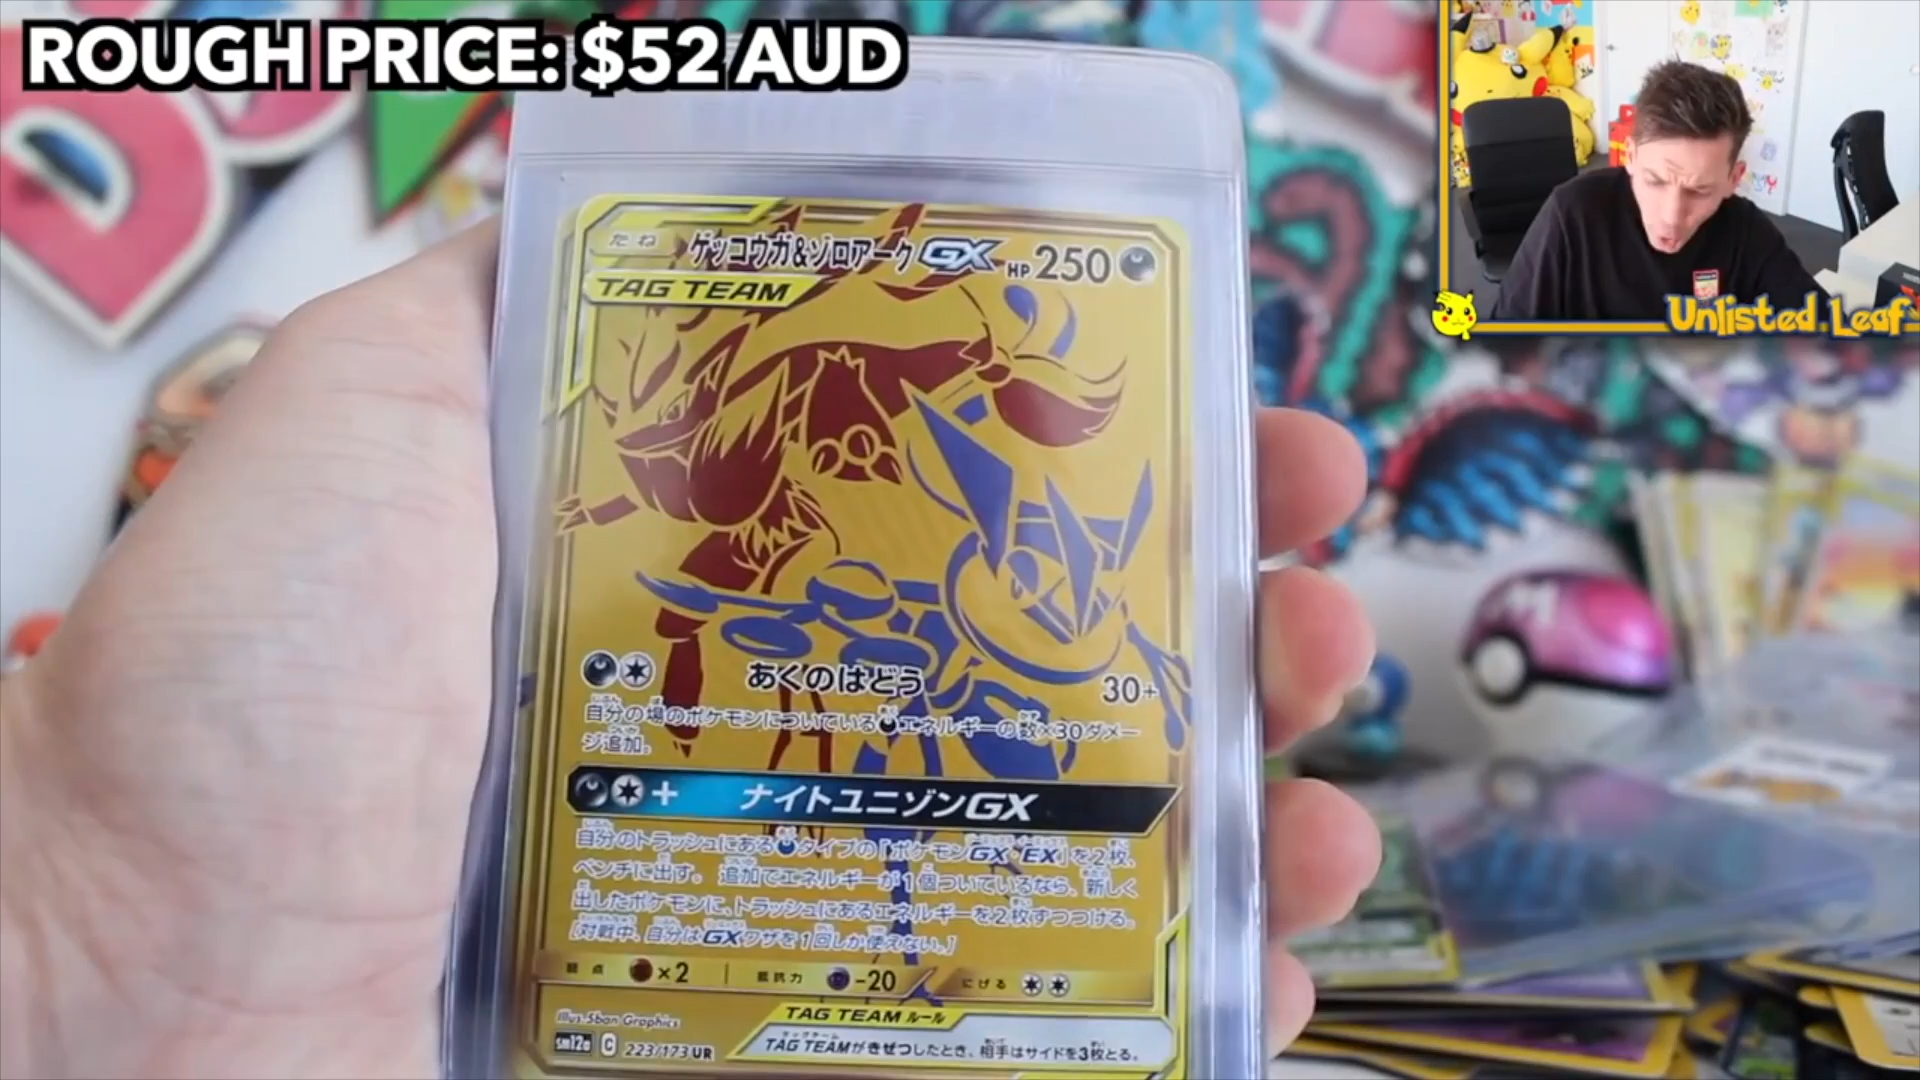 ROUGH PRICE: $52 AUD
Unlisted Leaf
たね ゲッコウガ&ゾロアークGX HP250
TAG TEAM
あくのはどう 30+
自分の場のポケモンについているエネルギーの数×30ダメー
ジ追加。
+ ナイトユニゾンGX
自分のトラッシュにあるタイプの「ポケモンGX・EX」を2枚、
ベンチに出す。追加でエネルギーが1個ついているなら、新しく
出したポケモンに、トラッシュにあるエネルギーを2枚ずつつける。
[対戦中、自分はGXワザを1回しか使えない。]
弱点 ×2 抵抗力 -20 にげる
Illus. 5ban Graphics
TAG TEAM ルール
sm12a C 223/173 UR
TAG TEAMがきぜつしたとき、相手はサイドを3枚とる。